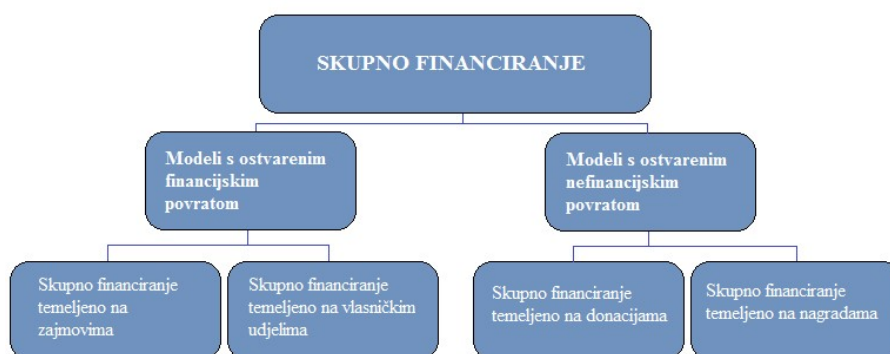 SKUPNO FINANCIRANJE
Modeli s ostvarenim
financijskim
povratom
Modeli s ostvarenim
nefinancijskim
povratom
Skupno financiranje
temeljeno na
zajmovima
Skupno financiranje
temeljeno na vlasničkim
udjelima
Skupno financiranje
temeljeno na donacijama
Skupno financiranje
temeljeno na nagradama